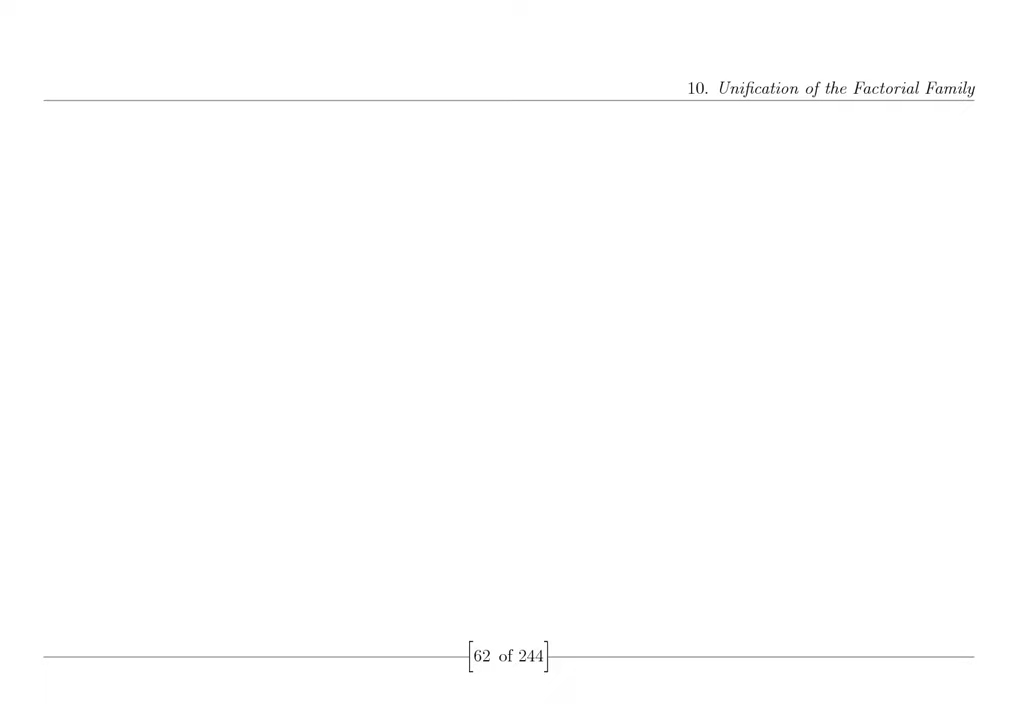 10. Unification of the Factorial Family
[62 of 244]